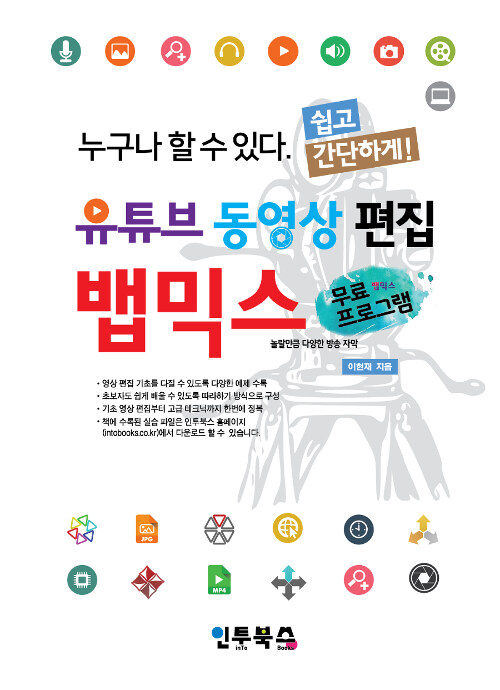 쉽고
누구나 할 수 있다.
간단하게!
유튜브 동영상 편집
뱁믹스
무료 뱁믹스
프로그램
놀랄만큼 다양한 방송 자막
이현재 지음
• 영상 편집 기초를 다질 수 있도록 다양한 예제 수록
• 초보자도 쉽게 배울 수 있도록 따라하기 방식으로 구성
• 기초 영상 편집부터 고급 테크닉까지 한번에 정복
• 책에 수록된 실습 파일은 인투북스 홈페이지
(intobooks.co.kr)에서 다운로드 할 수 있습니다.
JPG
MP4
인투북스
inTo Books